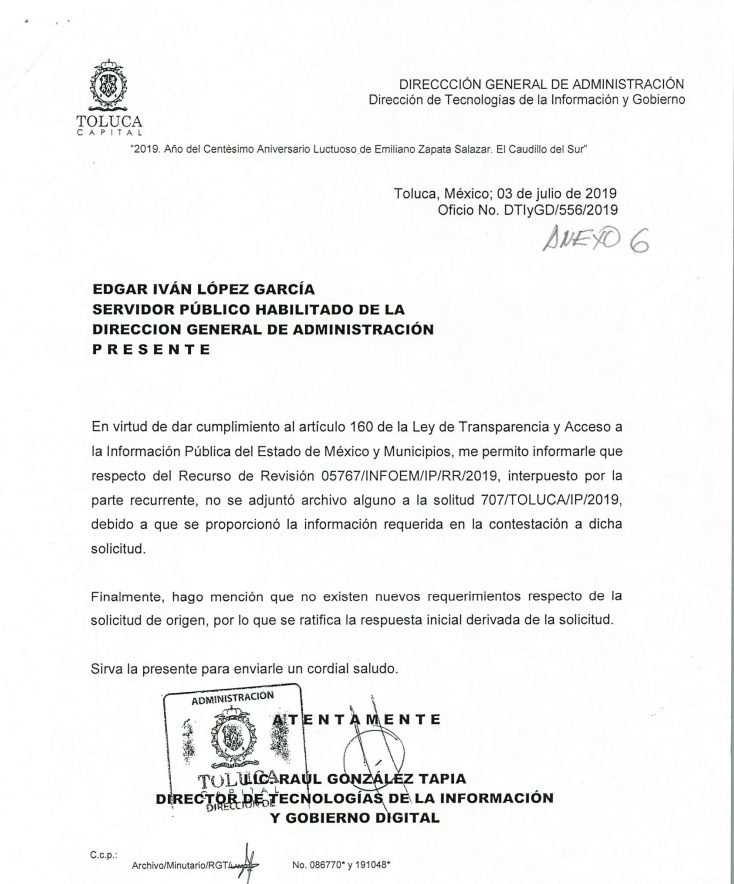 TOLUCA
CAPITAL
DIRECCCIÓN GENERAL DE ADMINISTRACIÓN
Dirección de Tecnologías de la Información y Gobierno
"2019. Año del Centésimo Aniversario Luctuoso de Emiliano Zapata Salazar. El Caudillo del Sur"
Toluca, México; 03 de julio de 2019
Oficio No. DTIyGD/556/2019
ANEXO 6
EDGAR IVÁN LÓPEZ GARCÍA
SERVIDOR PÚBLICO HABILITADO DE LA
DIRECCION GENERAL DE ADMINISTRACIÓN
P R E S E N T E
En virtud de dar cumplimiento al artículo 160 de la Ley de Transparencia y Acceso a
la Información Pública del Estado de México y Municipios, me permito informarle que
respecto del Recurso de Revisión 05767/INFOEM/IP/RR/2019, interpuesto por la
parte recurrente, no se adjuntó archivo alguno a la solitud 707/TOLUCA/IP/2019,
debido a que se proporcionó la información requerida en la contestación a dicha
solicitud.
Finalmente, hago mención que no existen nuevos requerimientos respecto de la
solicitud de origen, por lo que se ratifica la respuesta inicial derivada de la solicitud.
Sirva la presente para enviarle un cordial saludo.
ADMINISTRACION
A T E N T A M E N T E
TOLUCA
CAPITAL
DIRECCION DE
LIC. RAÚL GONZÁLEZ TAPIA
DIRECTOR DE TECNOLOGÍAS DE LA INFORMACIÓN
Y GOBIERNO DIGITAL
C.c.p.:
Archivo/Minutario/RGT/ No. 086770* y 191048*